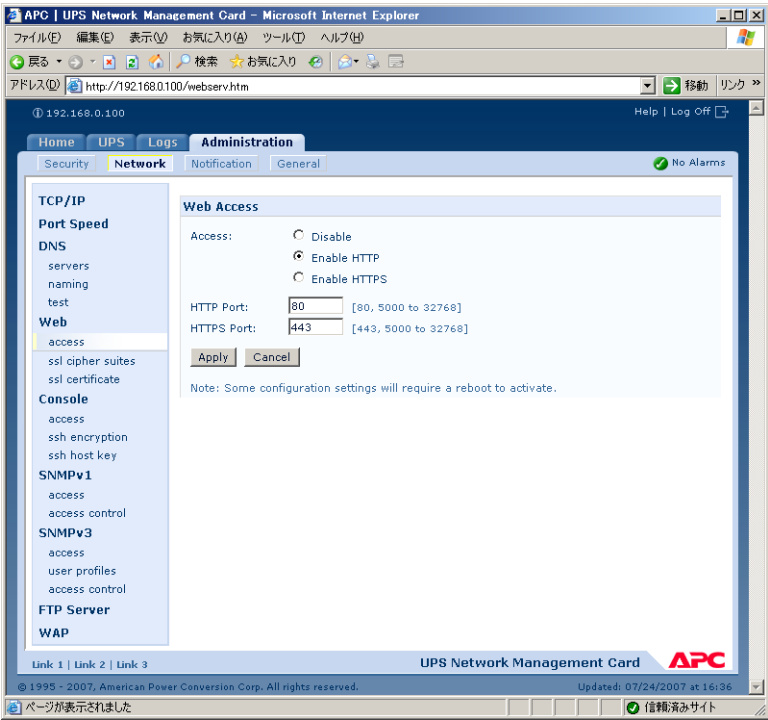 APC | UPS Network Management Card - Microsoft Internet Explorer
ファイル(F) 編集(E) 表示(V) お気に入り(A) ツール(T) ヘルプ(H)
戻る 検索 お気に入り
アドレス(D) http://192.168.0.100/webserv.htm 移動 リンク »
192.168.0.100 Help | Log Off
Home UPS Logs Administration
Security Network Notification General No Alarms
TCP/IP
Port Speed
DNS
servers
naming
test
Web
access
ssl cipher suites
ssl certificate
Console
access
ssh encryption
ssh host key
SNMPv1
access
access control
SNMPv3
access
user profiles
access control
FTP Server
WAP
Web Access
Access: Disable
Enable HTTP
Enable HTTPS
HTTP Port: 80 [80, 5000 to 32768]
HTTPS Port: 443 [443, 5000 to 32768]
Apply Cancel
Note: Some configuration settings will require a reboot to activate.
Link 1 | Link 2 | Link 3 UPS Network Management Card APC
© 1995 - 2007, American Power Conversion Corp. All rights reserved. Updated: 07/24/2007 at 16:36
ページが表示されました 信頼済みサイト